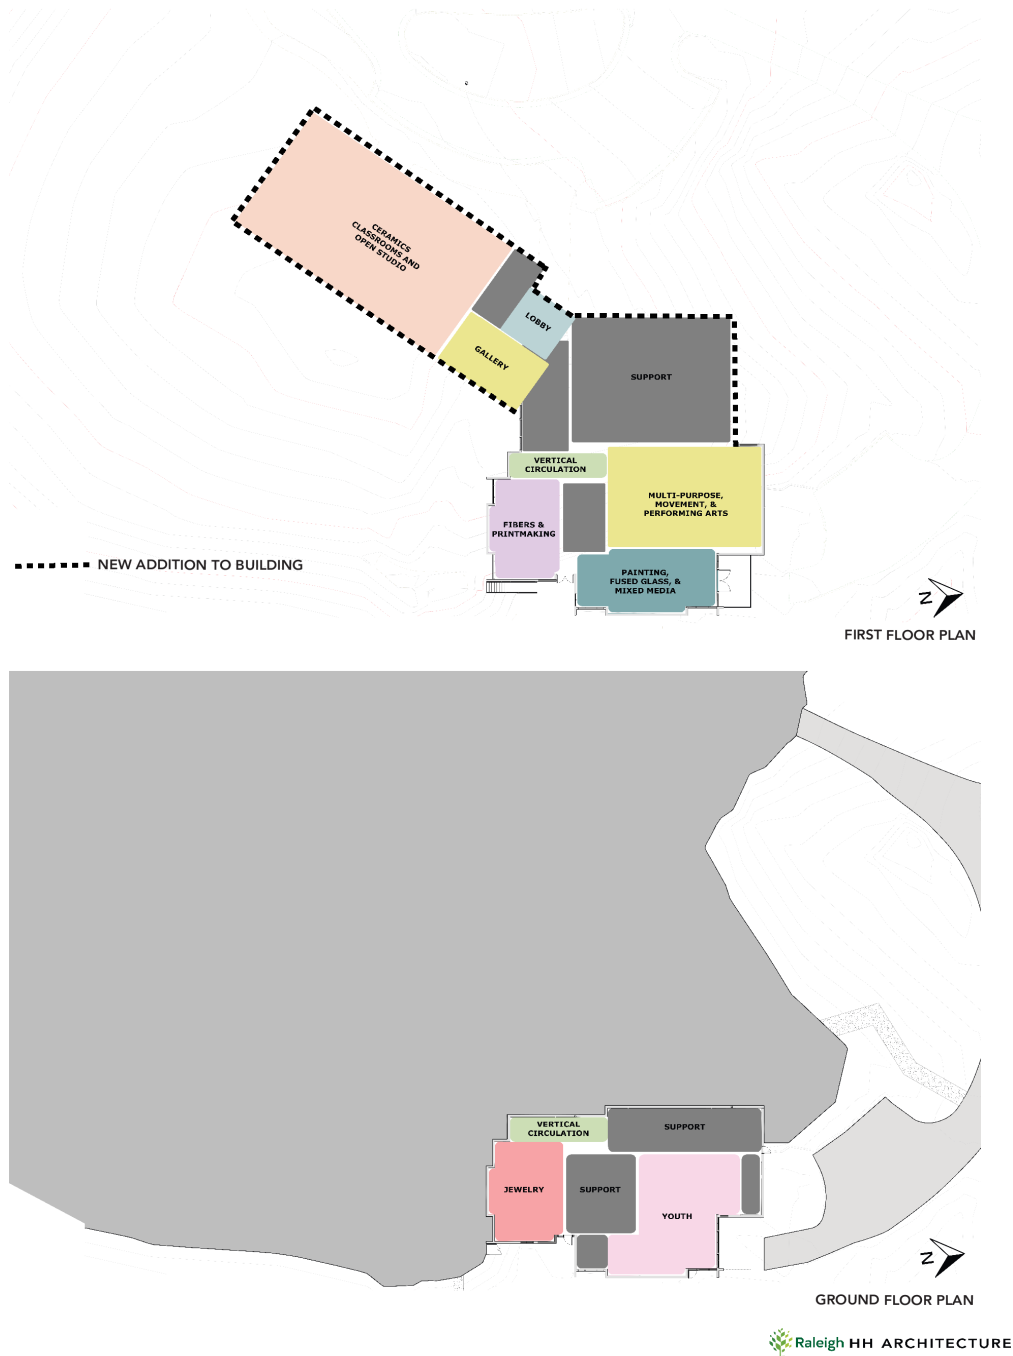 CERAMICS
CLASSROOMS AND
OPEN STUDIO
LOBBY
GALLERY
SUPPORT
VERTICAL
CIRCULATION
MULTI-PURPOSE,
MOVEMENT, &
PERFORMING ARTS
FIBERS &
PRINTMAKING
PAINTING,
FUSED GLASS, &
MIXED MEDIA
NEW ADDITION TO BUILDING
N
FIRST FLOOR PLAN
VERTICAL
CIRCULATION
SUPPORT
JEWELRY
SUPPORT
YOUTH
N
GROUND FLOOR PLAN
Raleigh HH ARCHITECTURE